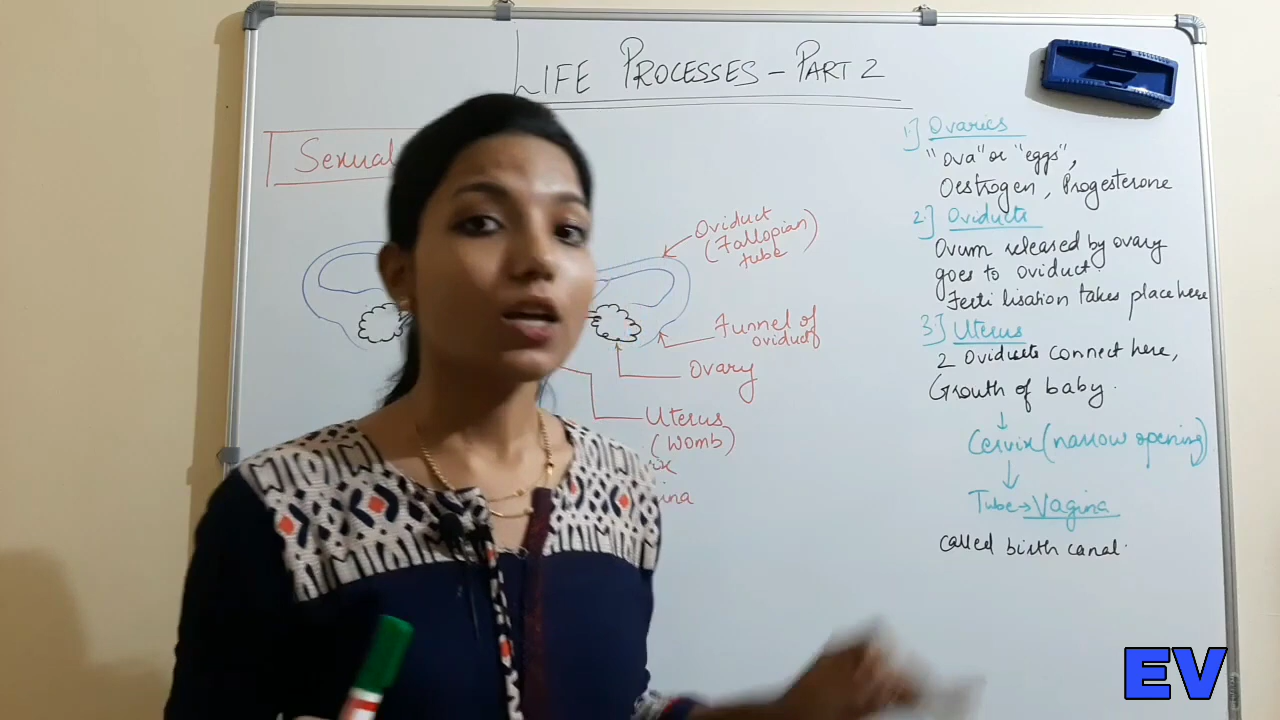 LIFE PROCESSES - PART 2
Sexual
Oviduct
(Fallopian
tube)
Funnel of
oviduct
Ovary
Uterus
(Womb)
1] Ovaries
"ova" or "eggs",
Oestrogen, Progesterone
2] Oviducts
Ovum released by ovary
goes to oviduct
Fertilisation takes place here
3] Uterus
2 Oviducts connect here,
Growth of baby.
↓
Cervix (narrow opening)
↓
Tube → Vagina
called birth canal.
EV